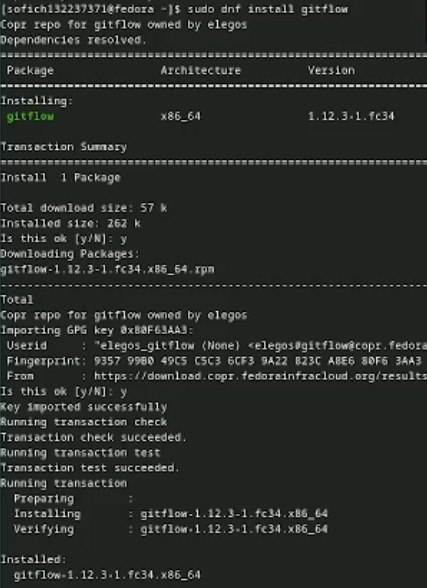 [sofich132237371@fedora ~]$ sudo dnf install gitflow
Copr repo for gitflow owned by elegos
Dependencies resolved.
================================================================
Package Architecture Version
================================================================
Installing:
gitflow x86_64 1.12.3-1.fc34
Transaction Summary
================================================================
Install 1 Package
Total download size: 57 k
Installed size: 262 k
Is this ok [y/N]: y
Downloading Packages:
gitflow-1.12.3-1.fc34.x86_64.rpm
----------------------------------------------------------------
Total
Copr repo for gitflow owned by elegos
Importing GPG key 0x80F63AA3:
Userid : "elegos_gitflow (None) <elegos#gitflow@copr.fedora
Fingerprint: 9357 99B0 49C5 C5C3 6CF3 9A22 823C A8E6 80F6 3AA3
From : https://download.copr.fedorainfracloud.org/results
Is this ok [y/N]: y
Key imported successfully
Running transaction check
Transaction check succeeded.
Running transaction test
Transaction test succeeded.
Running transaction
Preparing :
Installing : gitflow-1.12.3-1.fc34.x86_64
Verifying : gitflow-1.12.3-1.fc34.x86_64
Installed:
gitflow-1.12.3-1.fc34.x86_64